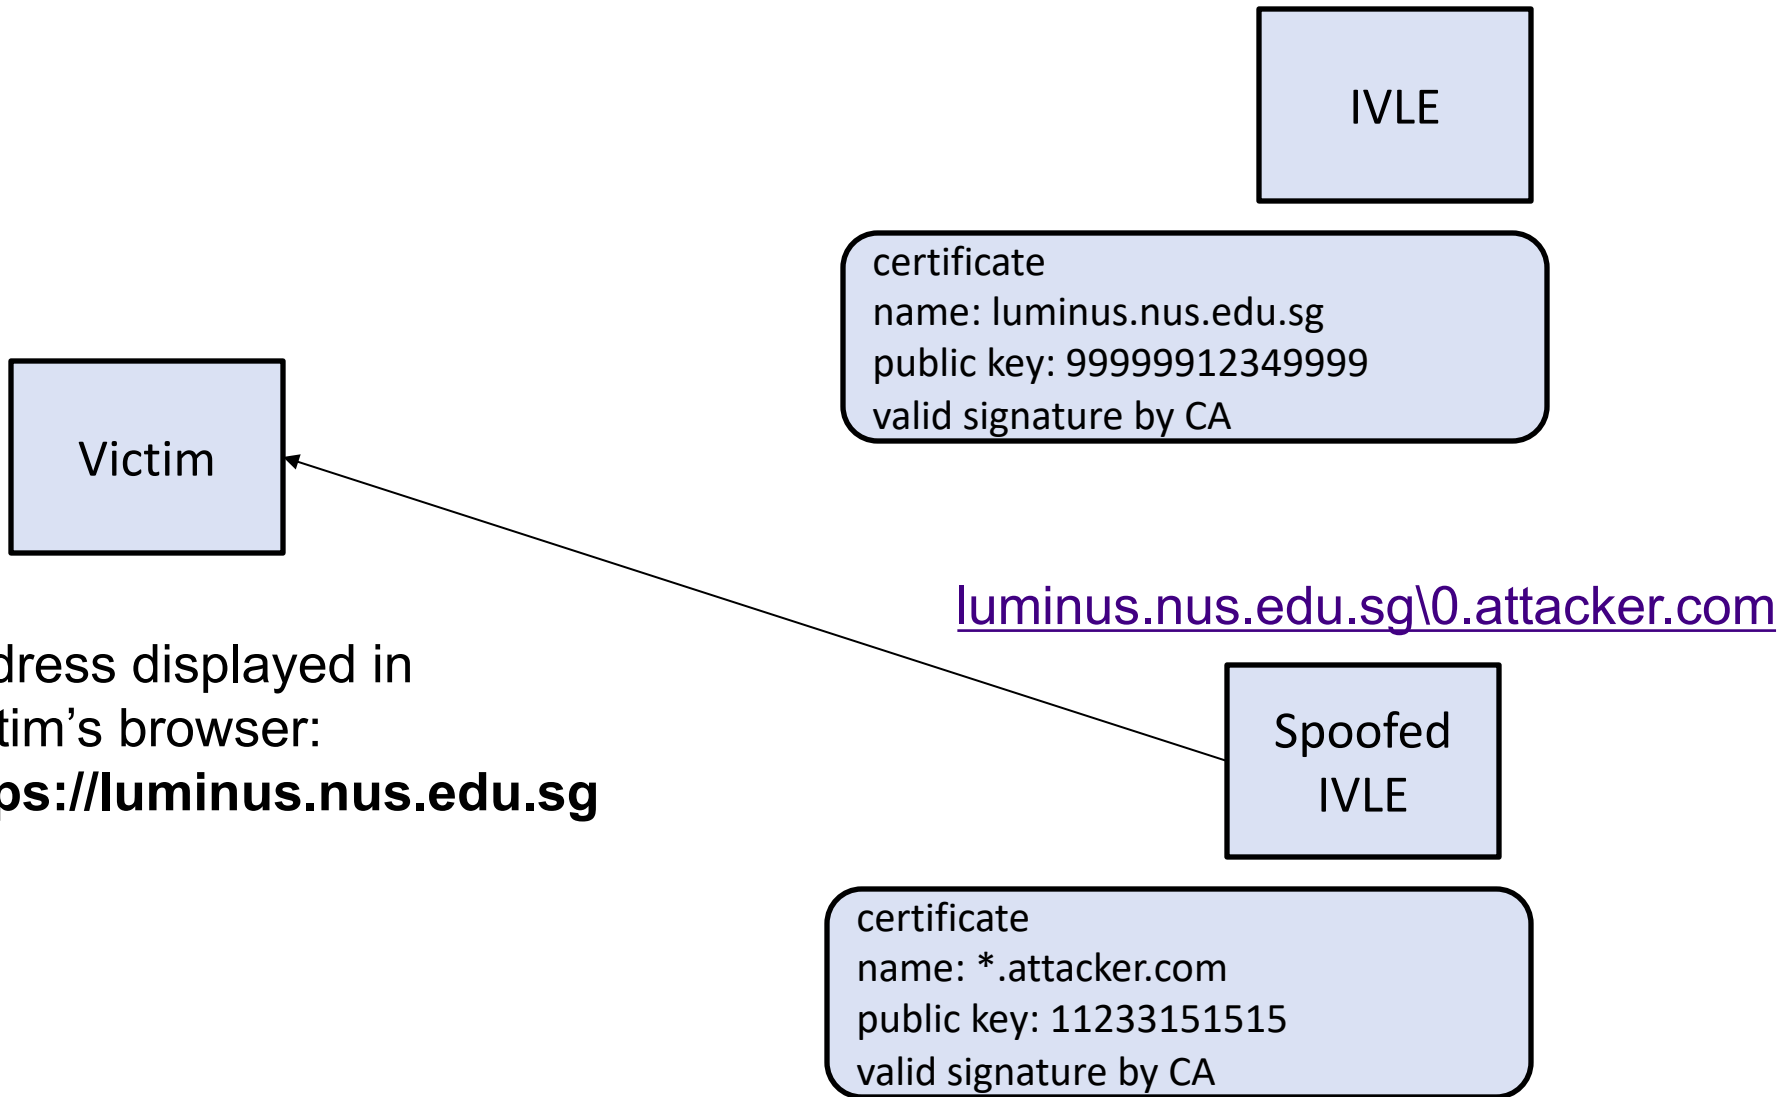 IVLE
certificate
name: luminus.nus.edu.sg
public key: 99999912349999
valid signature by CA
Victim
luminus.nus.edu.sg\0.attacker.com
dress displayed in
tim's browser:
ps://luminus.nus.edu.sg
Spoofed
IVLE
certificate
name: *.attacker.com
public key: 11233151515
valid signature by CA